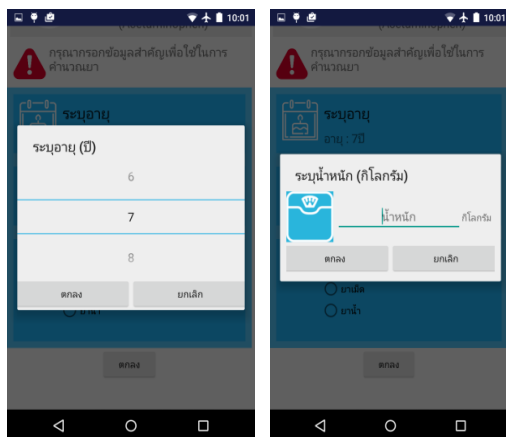 10:01
กรุณากรอกข้อมูลสำคัญเพื่อใช้ในการ
คำนวณยา
ระบุอายุ
ระบุอายุ (ปี)
6
7
8
ตกลง ยกเลิก
ยาน้ำ
ตกลง
10:01
กรุณากรอกข้อมูลสำคัญเพื่อใช้ในการ
คำนวณยา
ระบุอายุ
อายุ : 7ปี
ระบุน้ำหนัก (กิโลกรัม)
น้ำหนัก กิโลกรัม
ตกลง ยกเลิก
ยาเม็ด
ยาน้ำ
ตกลง